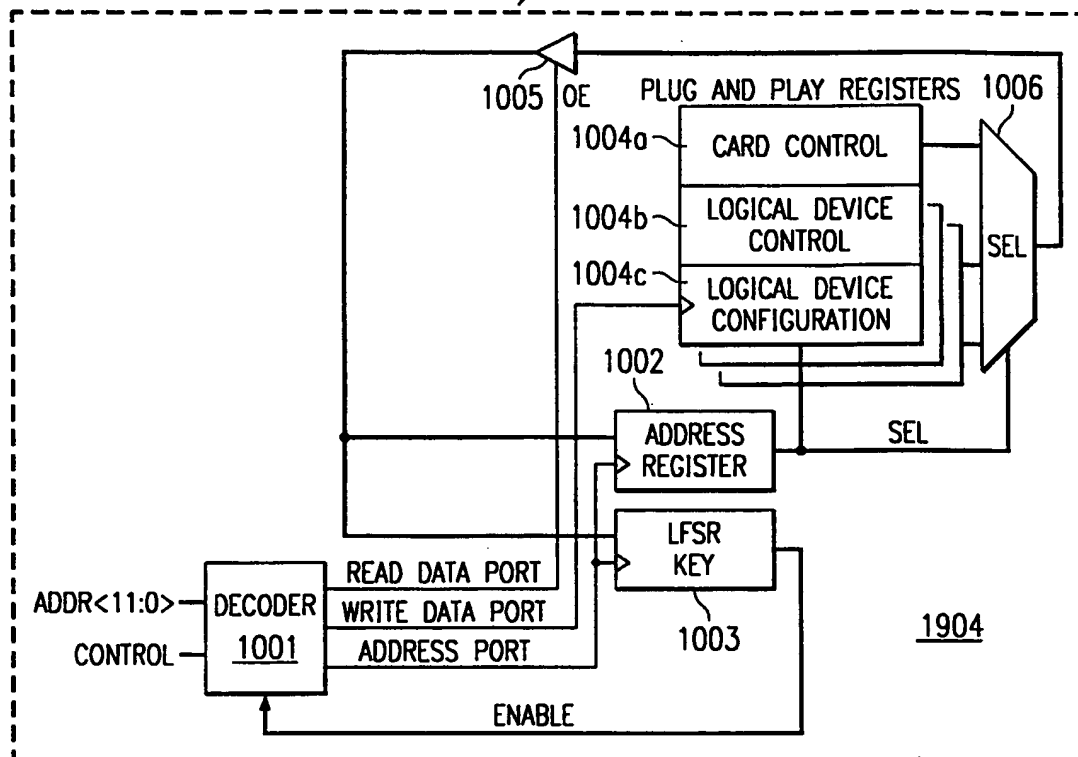 1005
OE
PLUG AND PLAY REGISTERS
1006
1004a
CARD CONTROL
1004b
LOGICAL DEVICE
CONTROL
SEL
1004c
LOGICAL DEVICE
CONFIGURATION
1002
ADDRESS
REGISTER
SEL
LFSR
KEY
1003
READ DATA PORT
ADDR<11:0>
DECODER
WRITE DATA PORT
1001
CONTROL
ADDRESS PORT
1904
ENABLE